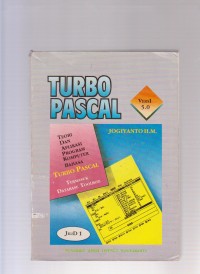 TURBO
PASCAL
Versi
5.0
JOGIYANTO H.M.
TEORI
DAN
APLIKASI
PROGRAM
KOMPUTER
BAHASA
TURBO PASCAL
TERMASUK
DATABASE TOOLBOX
JILID 1